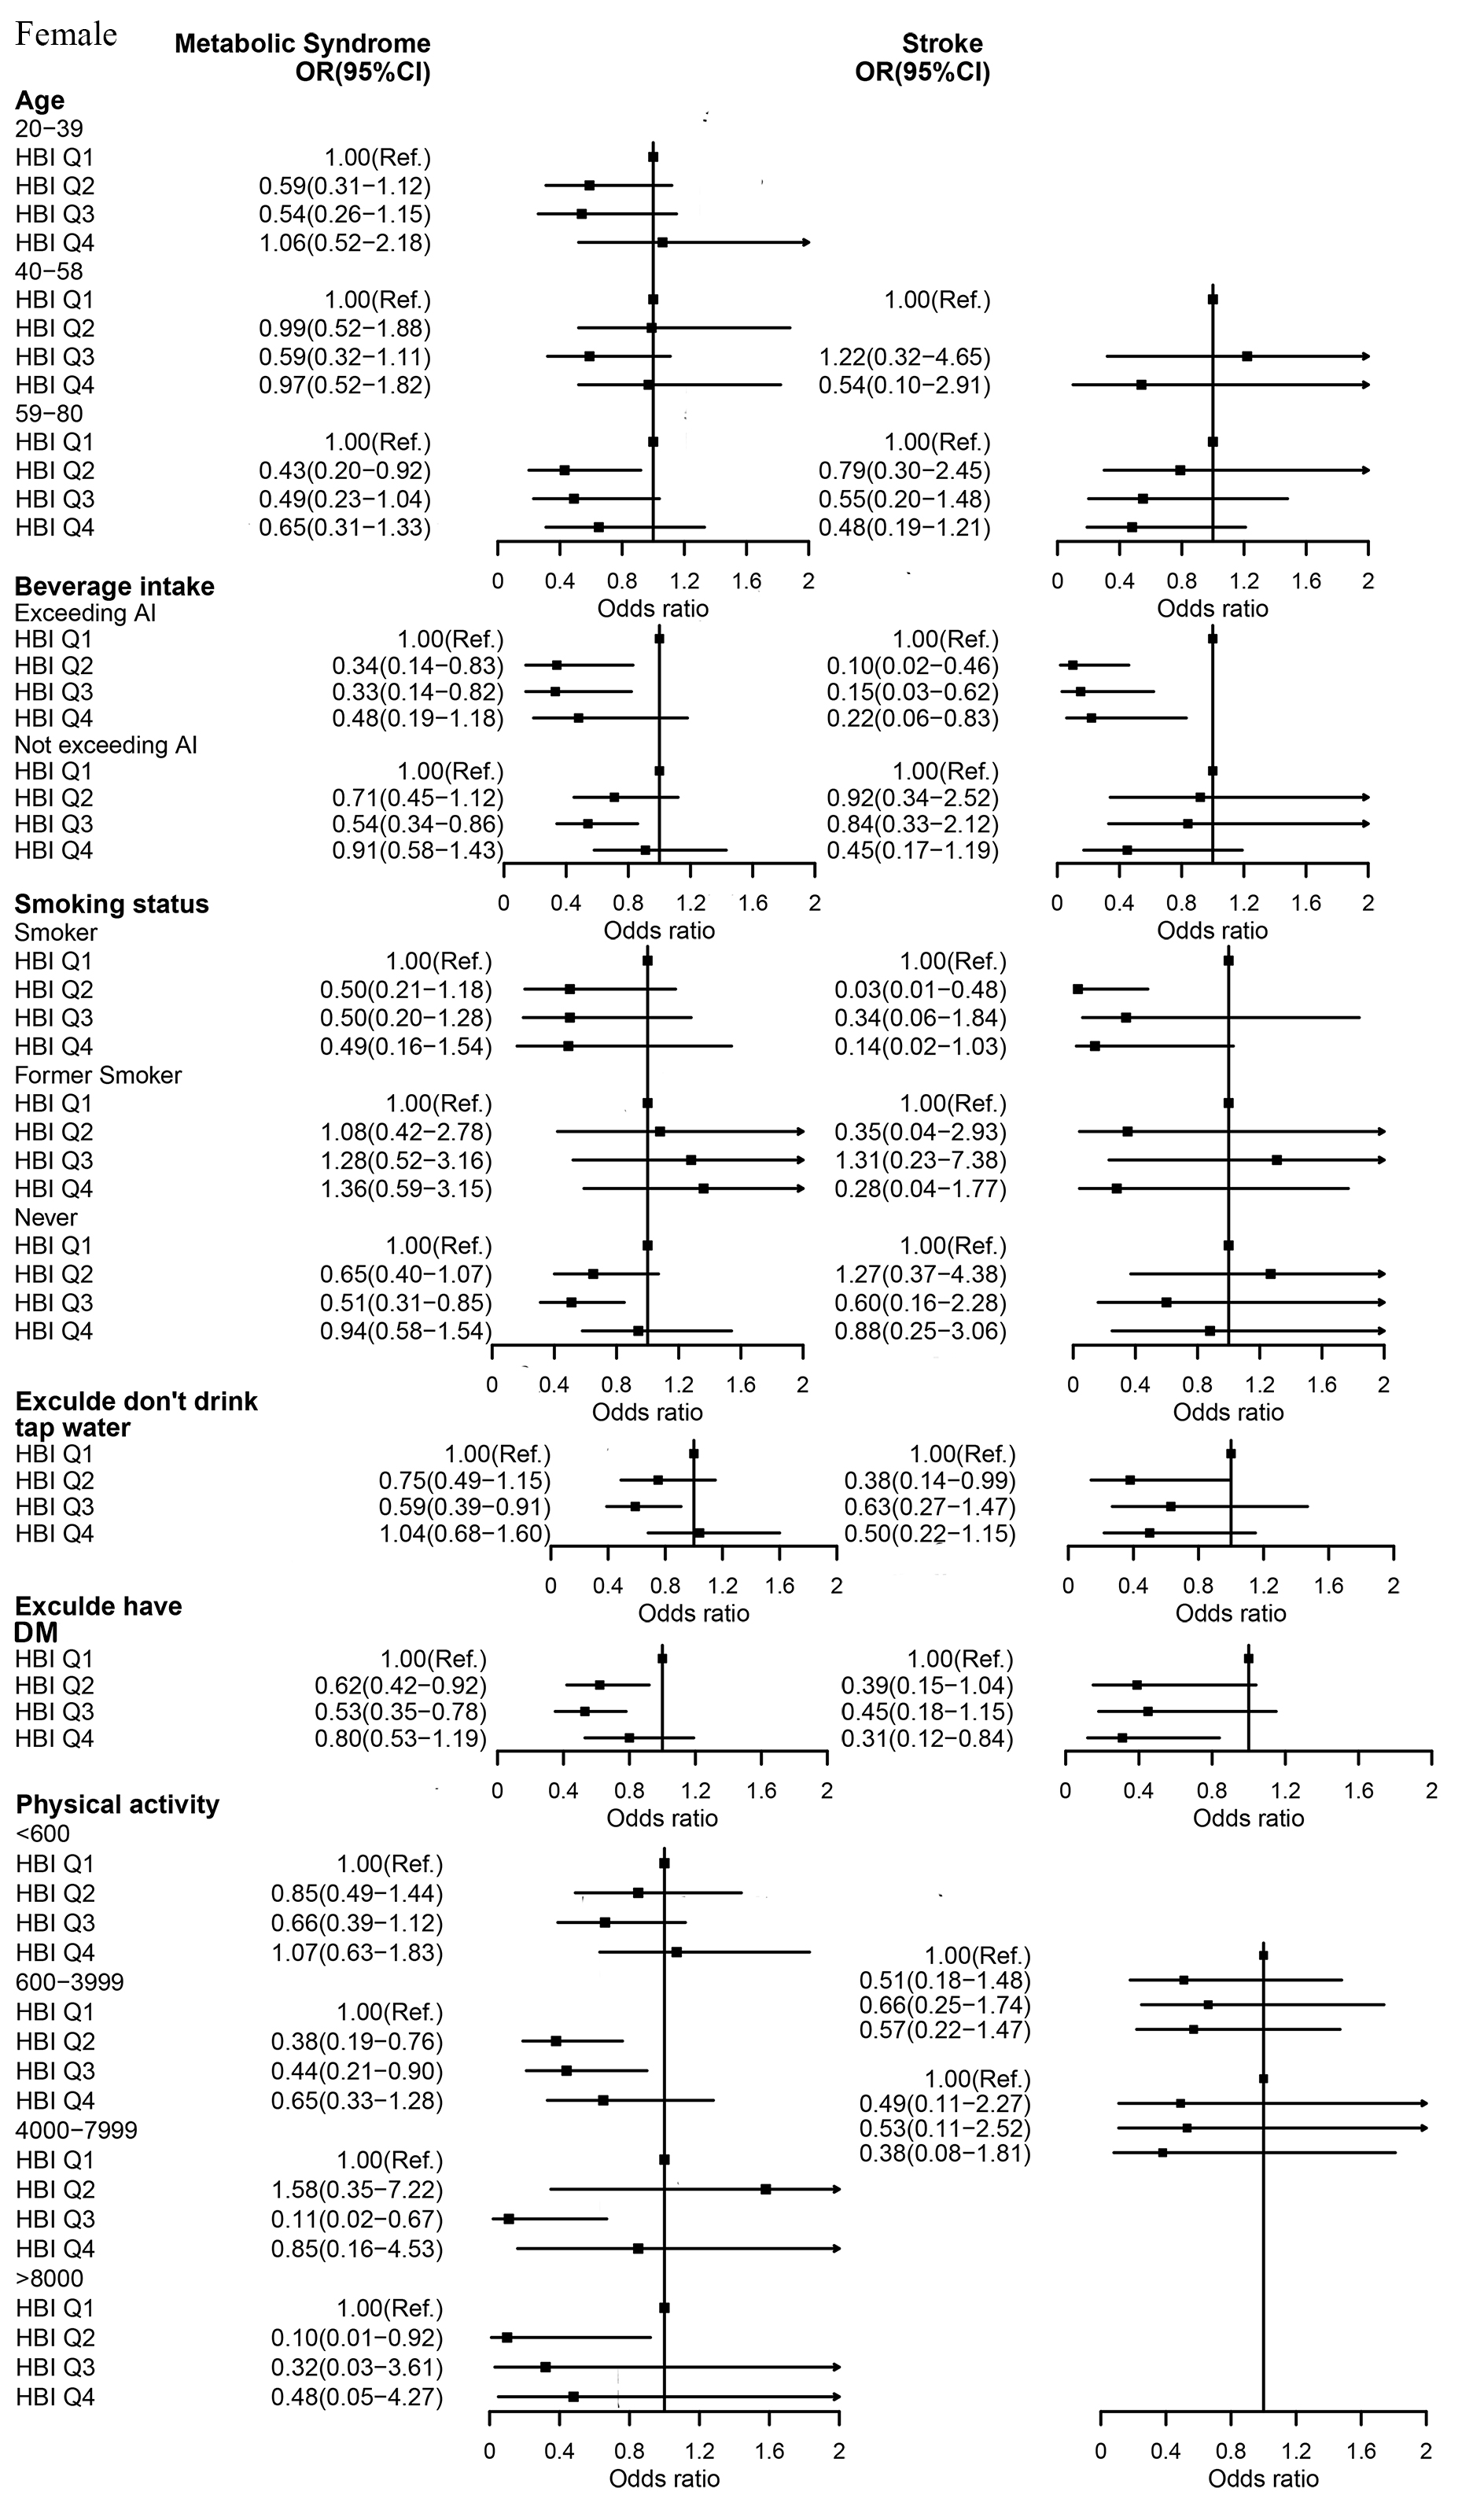 Female Metabolic Syndrome Stroke
OR(95%CI) OR(95%CI)
Age
20−39
HBI Q1 1.00(Ref.)
HBI Q2 0.59(0.31−1.12)
HBI Q3 0.54(0.26−1.15)
HBI Q4 1.06(0.52−2.18)
40−58
HBI Q1 1.00(Ref.) 1.00(Ref.)
HBI Q2 0.99(0.52−1.88)
HBI Q3 0.59(0.32−1.11) 1.22(0.32−4.65)
HBI Q4 0.97(0.52−1.82) 0.54(0.10−2.91)
59−80
HBI Q1 1.00(Ref.) 1.00(Ref.)
HBI Q2 0.43(0.20−0.92) 0.79(0.30−2.45)
HBI Q3 0.49(0.23−1.04) 0.55(0.20−1.48)
HBI Q4 0.65(0.31−1.33) 0.48(0.19−1.21)
0 0.4 0.8 1.2 1.6 2 0 0.4 0.8 1.2 1.6 2
Odds ratio Odds ratio
Beverage intake
Exceeding AI
HBI Q1 1.00(Ref.) 1.00(Ref.)
HBI Q2 0.34(0.14−0.83) 0.10(0.02−0.46)
HBI Q3 0.33(0.14−0.82) 0.15(0.03−0.62)
HBI Q4 0.48(0.19−1.18) 0.22(0.06−0.83)
Not exceeding AI
HBI Q1 1.00(Ref.) 1.00(Ref.)
HBI Q2 0.71(0.45−1.12) 0.92(0.34−2.52)
HBI Q3 0.54(0.34−0.86) 0.84(0.33−2.12)
HBI Q4 0.91(0.58−1.43) 0.45(0.17−1.19)
0 0.4 0.8 1.2 1.6 2 0 0.4 0.8 1.2 1.6 2
Odds ratio Odds ratio
Smoking status
Smoker
HBI Q1 1.00(Ref.) 1.00(Ref.)
HBI Q2 0.50(0.21−1.18) 0.03(0.01−0.48)
HBI Q3 0.50(0.20−1.28) 0.34(0.06−1.84)
HBI Q4 0.49(0.16−1.54) 0.14(0.02−1.03)
Former Smoker
HBI Q1 1.00(Ref.) 1.00(Ref.)
HBI Q2 1.08(0.42−2.78) 0.35(0.04−2.93)
HBI Q3 1.28(0.52−3.16) 1.31(0.23−7.38)
HBI Q4 1.36(0.59−3.15) 0.28(0.04−1.77)
Never
HBI Q1 1.00(Ref.) 1.00(Ref.)
HBI Q2 0.65(0.40−1.07) 1.27(0.37−4.38)
HBI Q3 0.51(0.31−0.85) 0.60(0.16−2.28)
HBI Q4 0.94(0.58−1.54) 0.88(0.25−3.06)
0 0.4 0.8 1.2 1.6 2 0 0.4 0.8 1.2 1.6 2
Odds ratio Odds ratio
Exculde don't drink
tap water
HBI Q1 1.00(Ref.) 1.00(Ref.)
HBI Q2 0.75(0.49−1.15) 0.38(0.14−0.99)
HBI Q3 0.59(0.39−0.91) 0.63(0.27−1.47)
HBI Q4 1.04(0.68−1.60) 0.50(0.22−1.15)
0 0.4 0.8 1.2 1.6 2 0 0.4 0.8 1.2 1.6 2
Odds ratio Odds ratio
Exculde have
DM
HBI Q1 1.00(Ref.) 1.00(Ref.)
HBI Q2 0.62(0.42−0.92) 0.39(0.15−1.04)
HBI Q3 0.53(0.35−0.78) 0.45(0.18−1.15)
HBI Q4 0.80(0.53−1.19) 0.31(0.12−0.84)
0 0.4 0.8 1.2 1.6 2 0 0.4 0.8 1.2 1.6 2
Odds ratio Odds ratio
Physical activity
<600
HBI Q1 1.00(Ref.)
HBI Q2 0.85(0.49−1.44)
HBI Q3 0.66(0.39−1.12)
HBI Q4 1.07(0.63−1.83) 1.00(Ref.)
600−3999 0.51(0.18−1.48)
0.66(0.25−1.74)
HBI Q1 1.00(Ref.)
0.57(0.22−1.47)
HBI Q2 0.38(0.19−0.76)
HBI Q3 0.44(0.21−0.90) 1.00(Ref.)
HBI Q4 0.65(0.33−1.28) 0.49(0.11−2.27)
4000−7999 0.53(0.11−2.52)
HBI Q1 1.00(Ref.) 0.38(0.08−1.81)
HBI Q2 1.58(0.35−7.22)
HBI Q3 0.11(0.02−0.67)
HBI Q4 0.85(0.16−4.53)
>8000
HBI Q1 1.00(Ref.)
HBI Q2 0.10(0.01−0.92)
HBI Q3 0.32(0.03−3.61)
HBI Q4 0.48(0.05−4.27)
0 0.4 0.8 1.2 1.6 2 0 0.4 0.8 1.2 1.6 2
Odds ratio Odds ratio